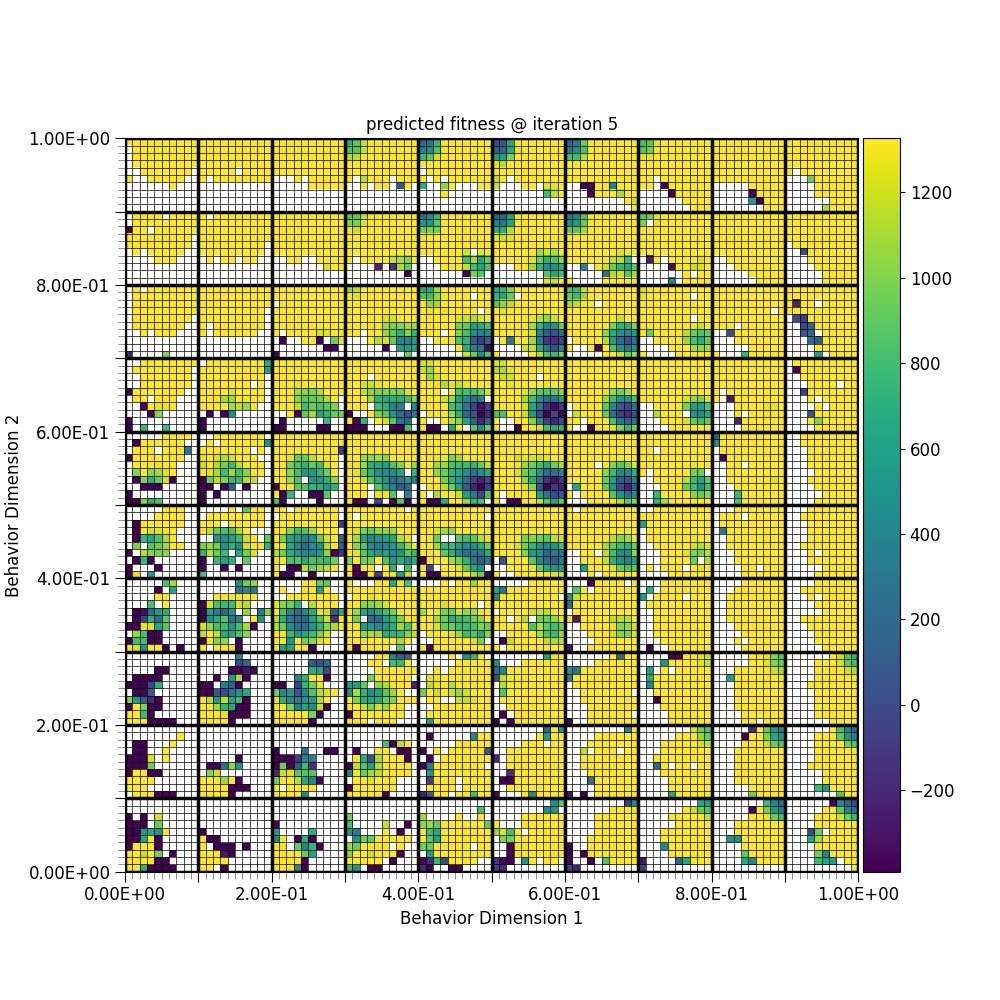 predicted fitness @ iteration 5
1.00E+00
8.00E-01
6.00E-01
4.00E-01
2.00E-01
0.00E+00
Behavior Dimension 2
0.00E+00 2.00E-01 4.00E-01 6.00E-01 8.00E-01 1.00E+00
Behavior Dimension 1
1200
1000
800
600
400
200
0
−200